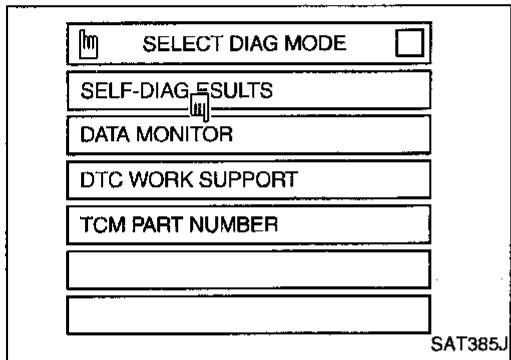 SELECT DIAG MODE
SELF-DIAG ESULTS
DATA MONITOR
DTC WORK SUPPORT
TCM PART NUMBER
SAT385J